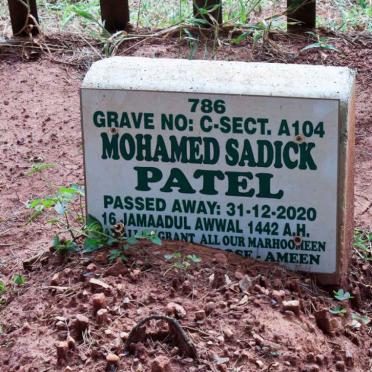 786
GRAVE NO: C-SECT. A104
MOHAMED SADICK
PATEL
PASSED AWAY: 31-12-2020
16 JAMAADUL AWWAL 1442 A.H.
GRANT ALL OUR MARHOOMEEN
AMEEN